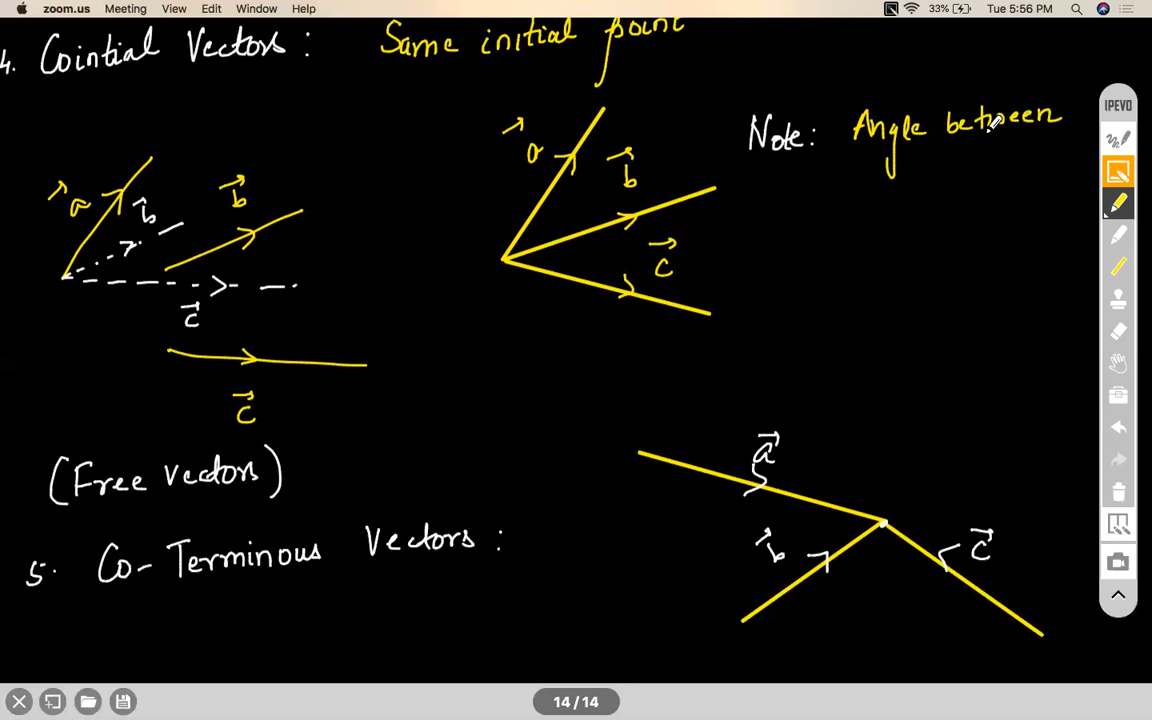 zoom.us Meeting View Edit Window Help 33% Tue 5:56 PM
4. Cointial Vectors : Same initial point
IPEVO
Note: Angle between
a b b
c
a b c
c
(Free vectors)
a
b c
5. Co-Terminous Vectors :
14 / 14